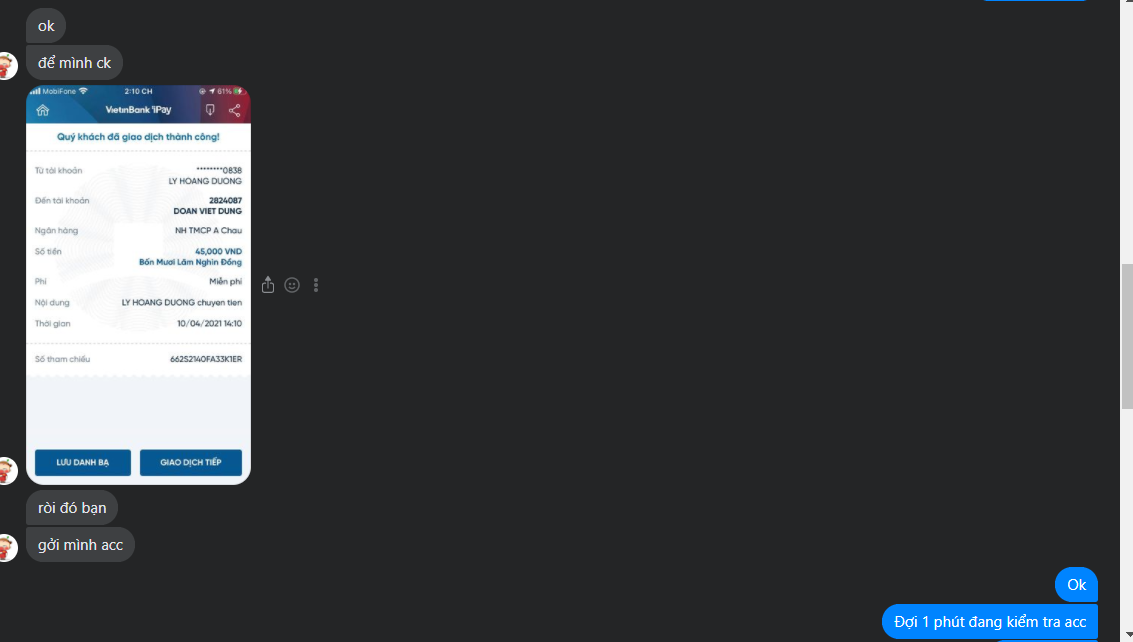 ok
để mình ck
MobiFone 2:10 CH 61%
VietinBank iPay
Quý khách đã giao dịch thành công!
Từ tài khoản ********0838
LY HOANG DUONG
Đến tài khoản 2824087
DOAN VIET DUNG
Ngân hàng NH TMCP A Chau
Số tiền 45,000 VND
Bốn Mươi Lăm Nghìn Đồng
Phí Miễn phí
Nội dung LY HOANG DUONG chuyen tien
Thời gian 10/04/2021 14:10
Số tham chiếu 662S2140FA33K1ER
LƯU DANH BẠ GIAO DỊCH TIẾP
ròi đó bạn
gởi mình acc
Ok
Đợi 1 phút đang kiểm tra acc